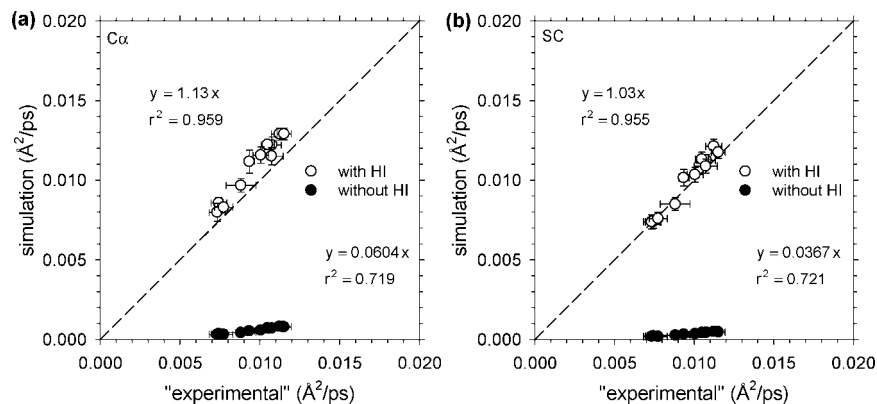 (a)
Cα
0.020
0.015
0.010
0.005
0.000
simulation (Å²/ps)
y = 1.13x
r² = 0.959
with HI
without HI
y = 0.0604x
r² = 0.719
0.000 0.005 0.010 0.015 0.020
"experimental" (Å²/ps)
(b)
SC
0.020
0.015
0.010
0.005
0.000
simulation (Å²/ps)
y = 1.03x
r² = 0.955
with HI
without HI
y = 0.0367x
r² = 0.721
0.000 0.005 0.010 0.015 0.020
"experimental" (Å²/ps)